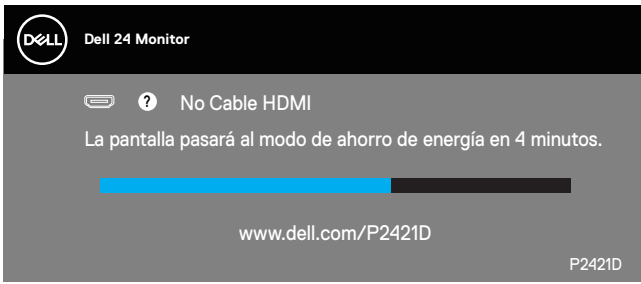 DELL Dell 24 Monitor
? No Cable HDMI
La pantalla pasará al modo de ahorro de energía en 4 minutos.
www.dell.com/P2421D
P2421D